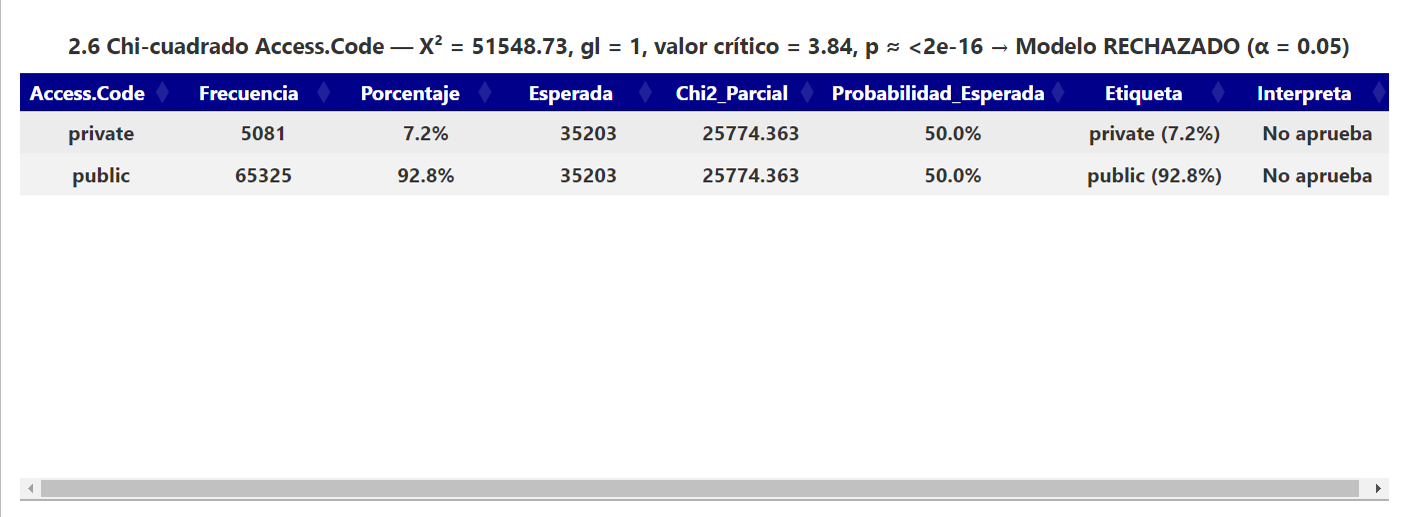 2.6 Chi-cuadrado Access.Code — X² = 51548.73, gl = 1, valor crítico = 3.84, p ≈ <2e-16 → Modelo RECHAZADO (α = 0.05)
Access.Code Frecuencia Porcentaje Esperada Chi2_Parcial Probabilidad_Esperada Etiqueta Interpreta
private 5081 7.2% 35203 25774.363 50.0% private (7.2%) No aprueba
public 65325 92.8% 35203 25774.363 50.0% public (92.8%) No aprueba